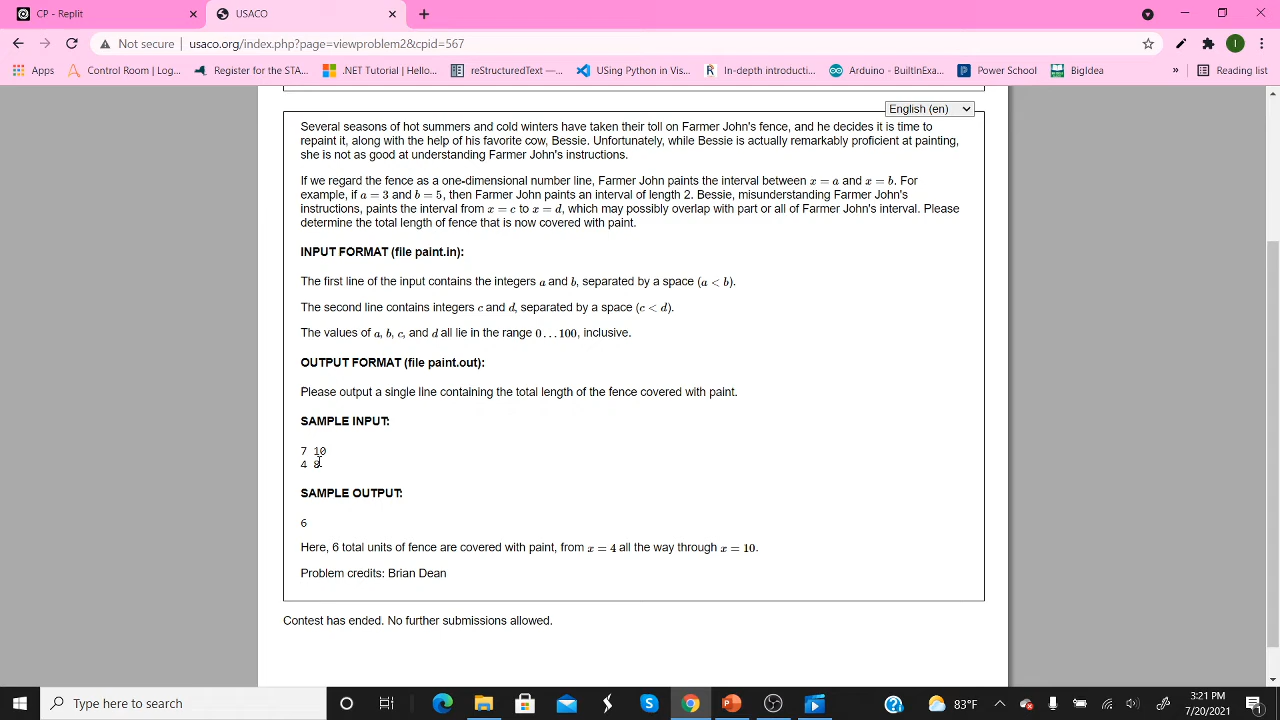 CP - Replit
USACO
Not secure
usaco.org/index.php?page=viewproblem2&cpid=567
Apps
Control Room | Log...
Register for the STA...
.NET Tutorial | Hello...
reStructuredText —...
USing Python in Vis...
In-depth Introducti...
Arduino - BuiltInExa...
Power School
BigIdea
»
Reading list
English (en)
Several seasons of hot summers and cold winters have taken their toll on Farmer John's fence, and he decides it is time to
repaint it, along with the help of his favorite cow, Bessie. Unfortunately, while Bessie is actually remarkably proficient at painting,
she is not as good at understanding Farmer John's instructions.
If we regard the fence as a one-dimensional number line, Farmer John paints the interval between x = a and x = b. For
example, if a = 3 and b = 5, then Farmer John paints an interval of length 2. Bessie, misunderstanding Farmer John's
instructions, paints the interval from x = c to x = d, which may possibly overlap with part or all of Farmer John's interval. Please
determine the total length of fence that is now covered with paint.
INPUT FORMAT (file paint.in):
The first line of the input contains the integers a and b, separated by a space (a < b).
The second line contains integers c and d, separated by a space (c < d).
The values of a, b, c, and d all lie in the range 0...100, inclusive.
OUTPUT FORMAT (file paint.out):
Please output a single line containing the total length of the fence covered with paint.
SAMPLE INPUT:
7 10
4 8
SAMPLE OUTPUT:
6
Here, 6 total units of fence are covered with paint, from x = 4 all the way through x = 10.
Problem credits: Brian Dean
Contest has ended. No further submissions allowed.
Type here to search
83°F
3:21 PM
7/20/2021